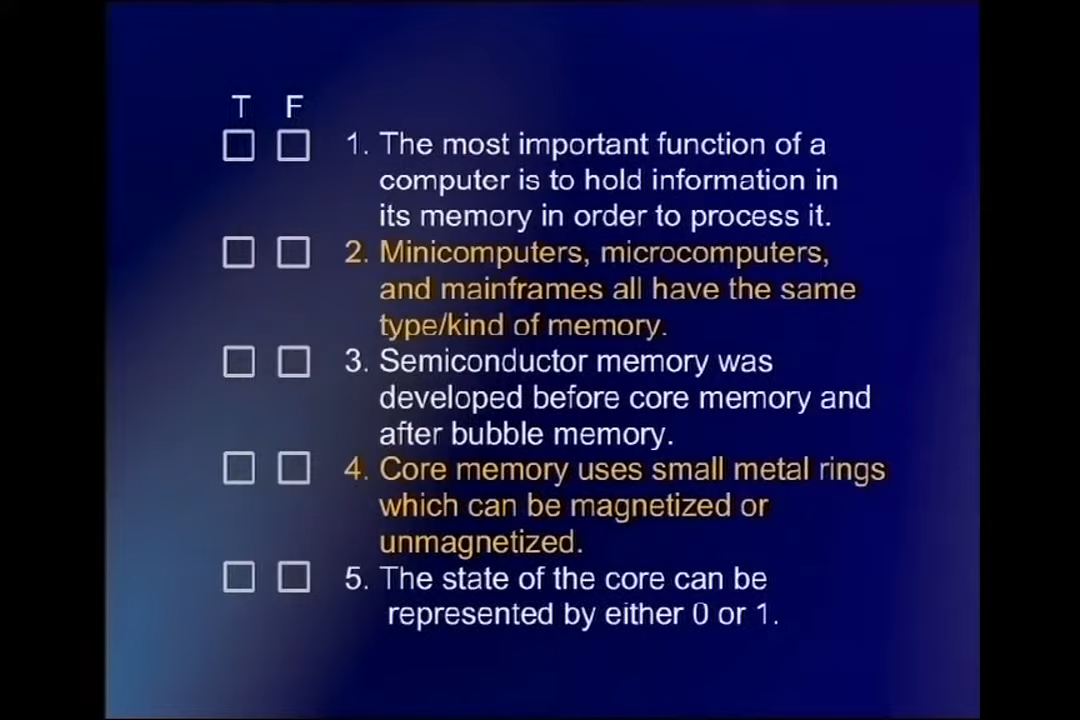 T F
1. The most important function of a
computer is to hold information in
its memory in order to process it.
2. Minicomputers, microcomputers,
and mainframes all have the same
type/kind of memory.
3. Semiconductor memory was
developed before core memory and
after bubble memory.
4. Core memory uses small metal rings
which can be magnetized or
unmagnetized.
5. The state of the core can be
represented by either 0 or 1.